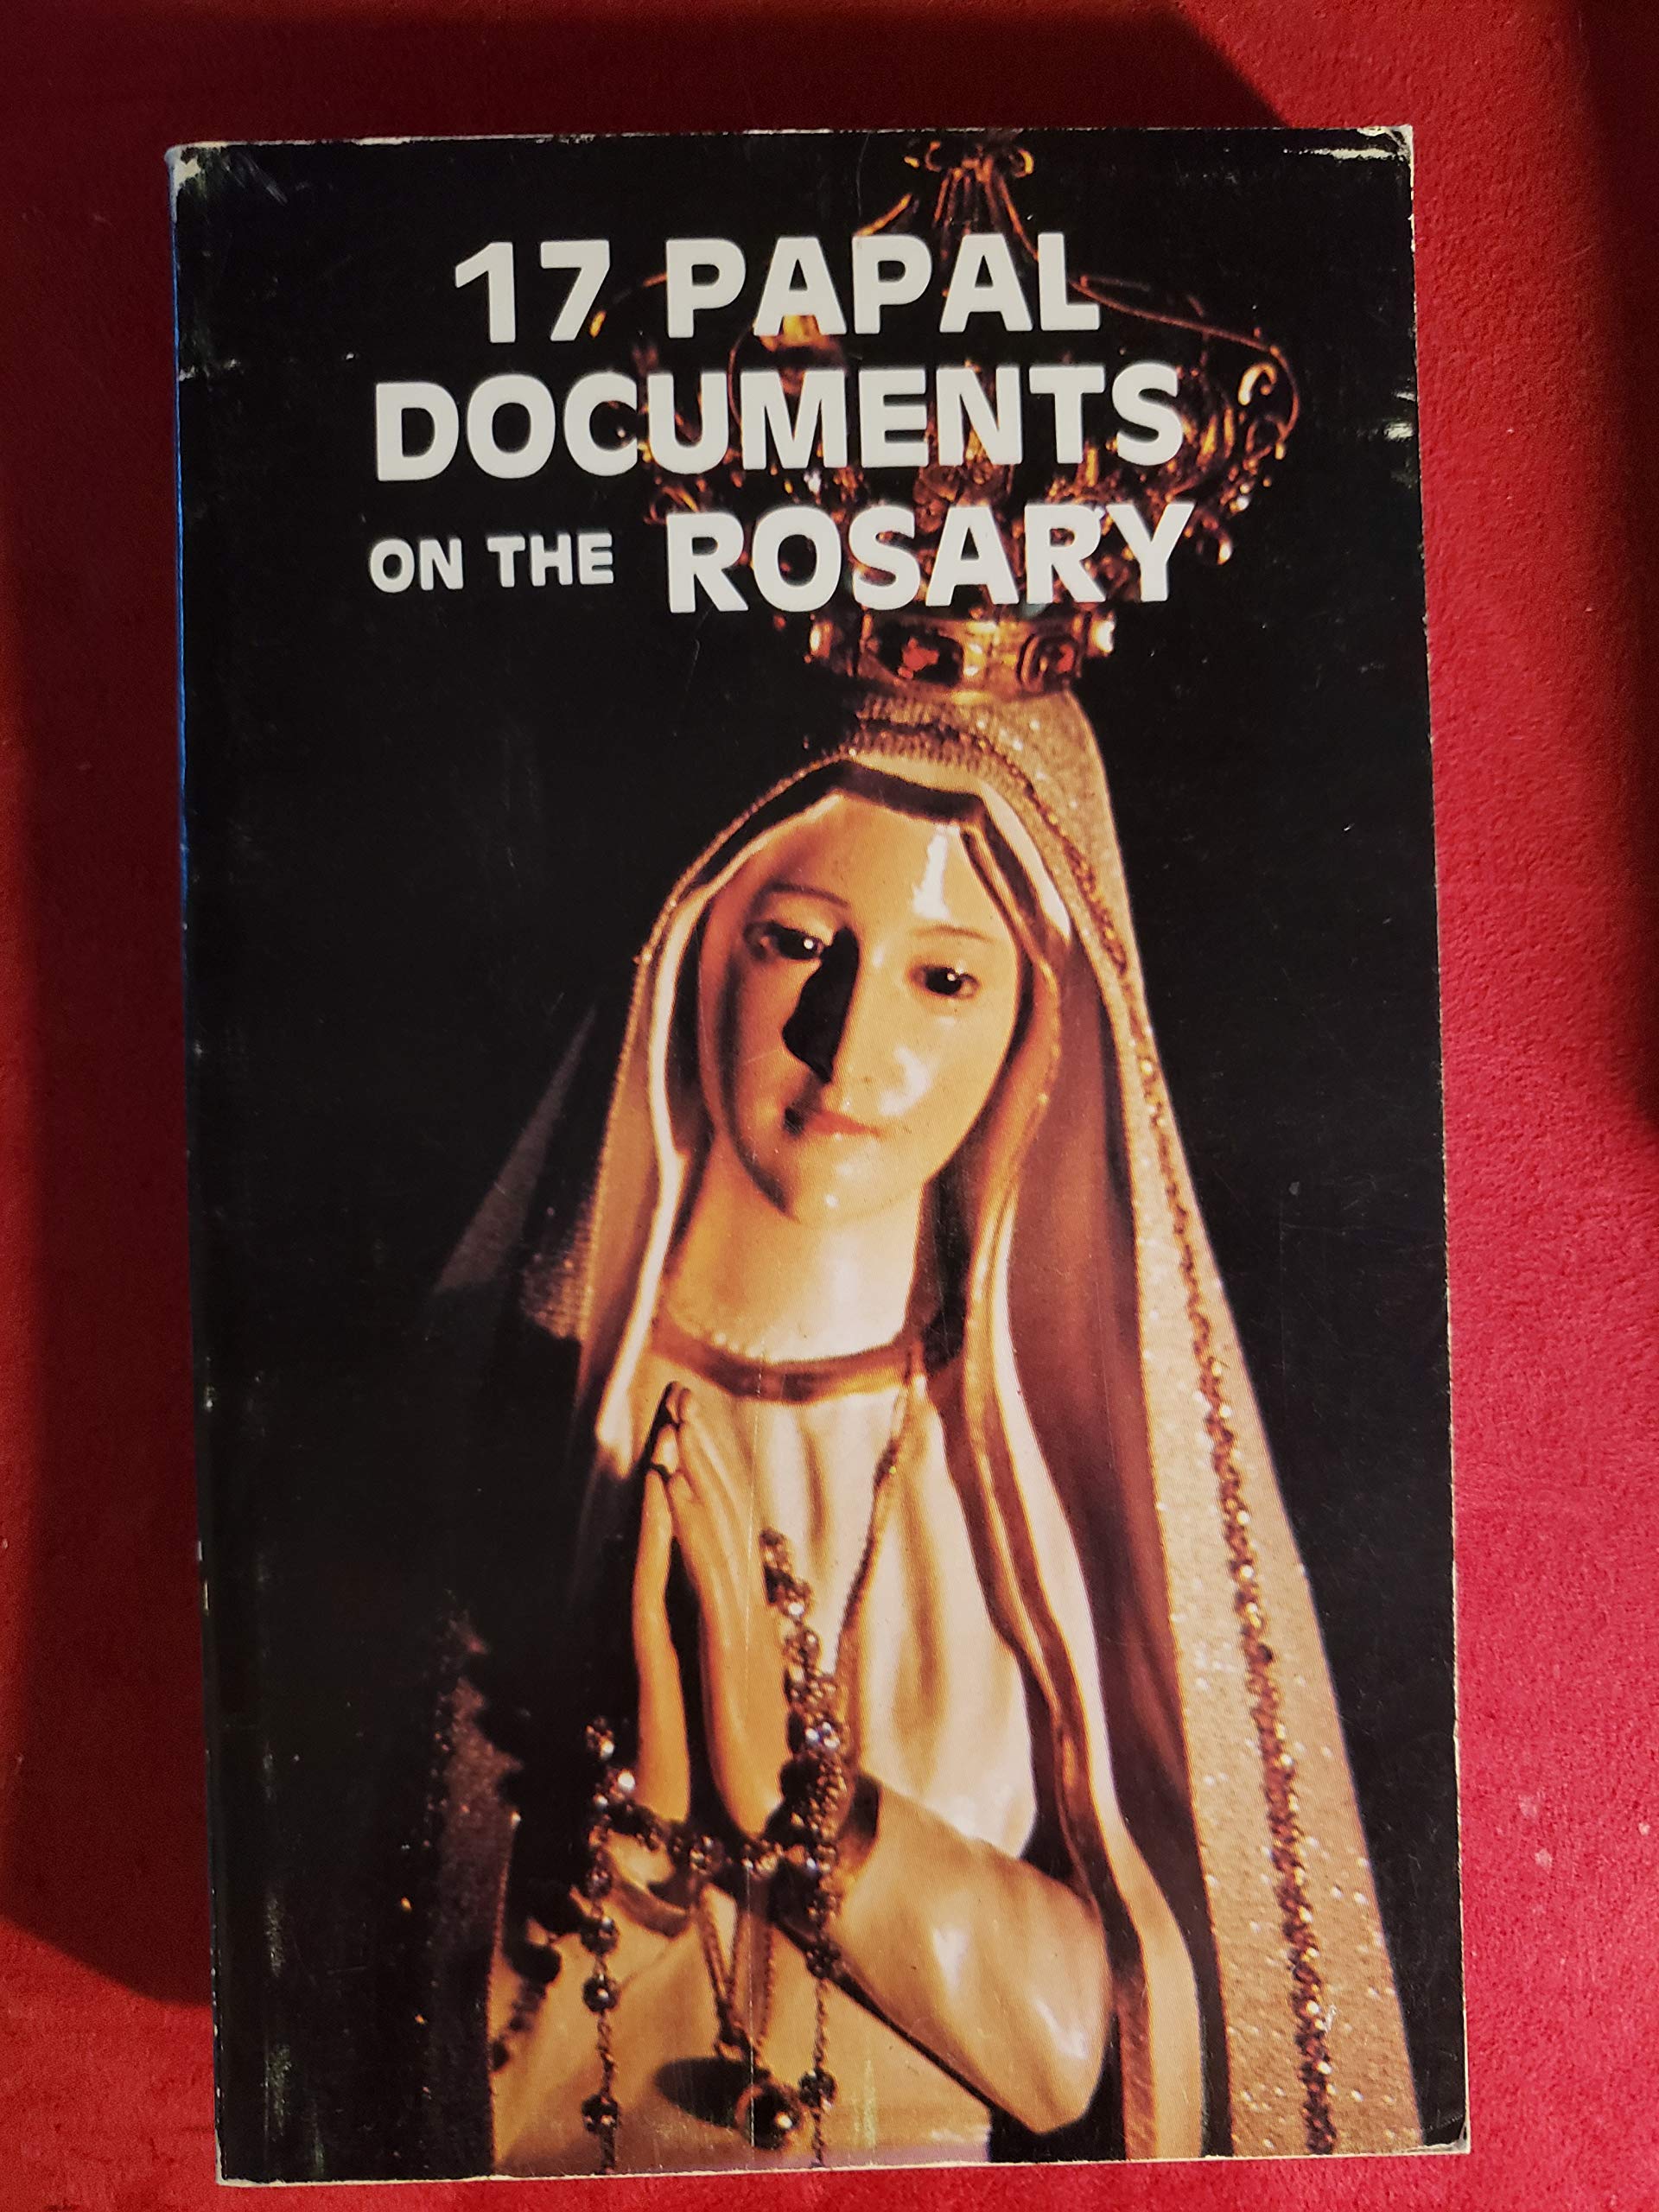 17 PAPAL
DOCUMENTS
ON THE ROSARY